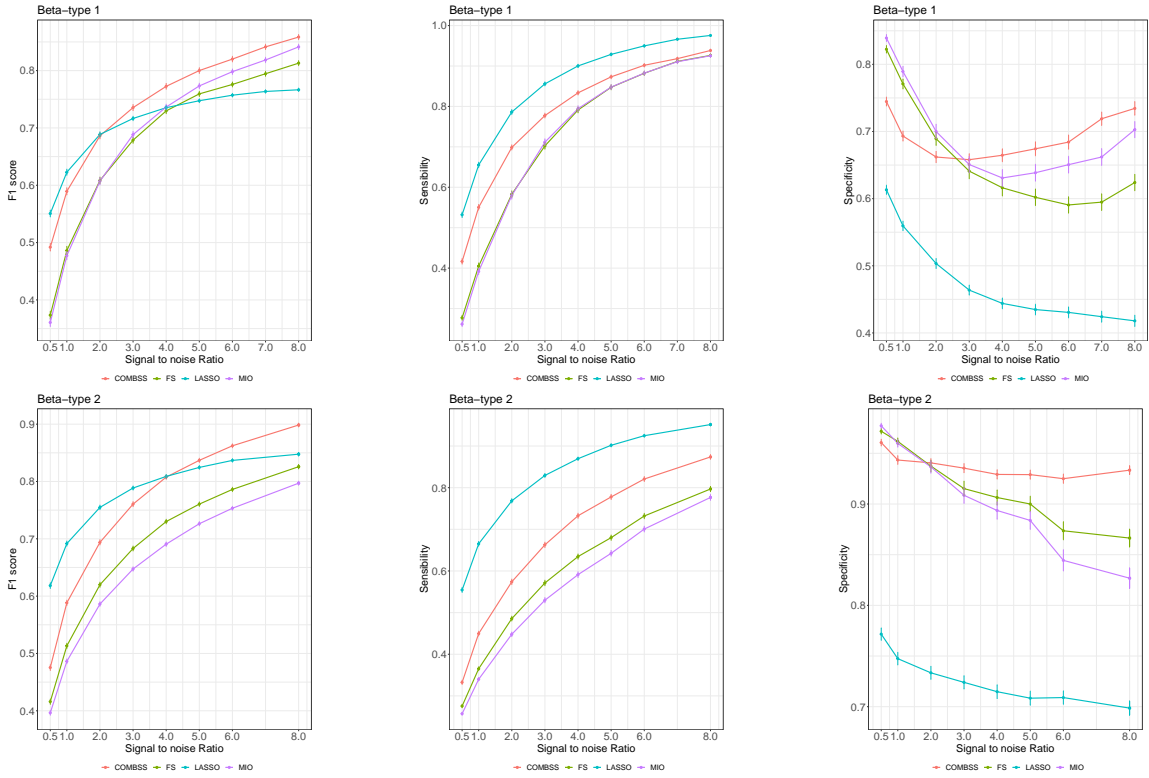 Beta−type 1
F1 score
0.8
0.7
0.6
0.5
0.4
0.5 1.0 2.0 3.0 4.0 5.0 6.0 7.0 8.0
Signal to noise Ratio
COMBSS FS LASSO MIO
Beta−type 1
Sensibility
1.0
0.8
0.6
0.4
0.5 1.0 2.0 3.0 4.0 5.0 6.0 7.0 8.0
Signal to noise Ratio
COMBSS FS LASSO MIO
Beta−type 1
Specificity
0.8
0.7
0.6
0.5
0.4
0.5 1.0 2.0 3.0 4.0 5.0 6.0 7.0 8.0
Signal to noise Ratio
COMBSS FS LASSO MIO
Beta−type 2
F1 score
0.9
0.8
0.7
0.6
0.5
0.4
0.5 1.0 2.0 3.0 4.0 5.0 6.0 8.0
Signal to noise Ratio
COMBSS FS LASSO MIO
Beta−type 2
Sensibility
0.8
0.6
0.4
0.5 1.0 2.0 3.0 4.0 5.0 6.0 8.0
Signal to noise Ratio
COMBSS FS LASSO MIO
Beta−type 2
Specificity
0.9
0.8
0.7
0.5 1.0 2.0 3.0 4.0 5.0 6.0 8.0
Signal to noise Ratio
COMBSS FS LASSO MIO